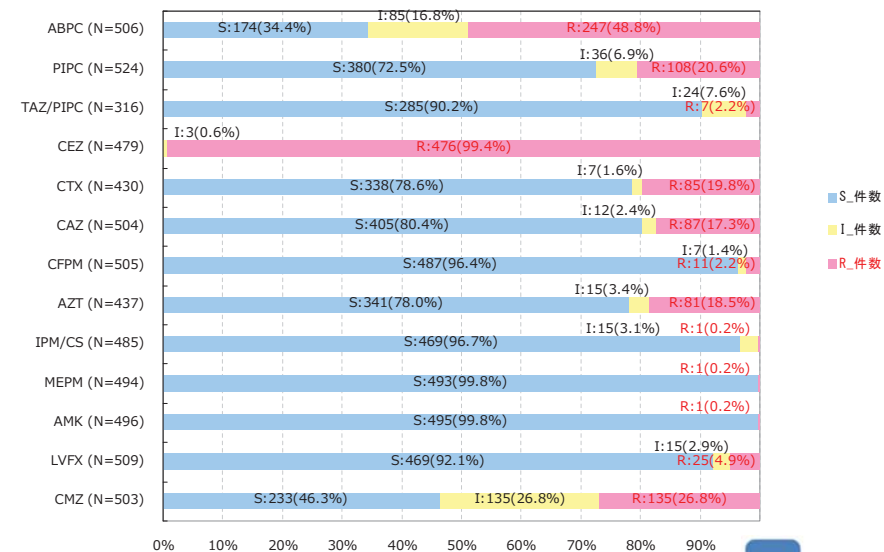 I:85(16.8%)
ABPC (N=506) S:174(34.4%) R:247(48.8%)
I:36(6.9%)
PIPC (N=524) S:380(72.5%) R:108(20.6%)
I:24(7.6%)
TAZ/PIPC (N=316) S:285(90.2%) R:7(2.2%)
I:3(0.6%)
CEZ (N=479) R:476(99.4%)
I:7(1.6%)
CTX (N=430) S:338(78.6%) R:85(19.8%)
S_件数
I:12(2.4%)
CAZ (N=504) S:405(80.4%) R:87(17.3%)
I_件数
I:7(1.4%)
CFPM (N=505) S:487(96.4%) R:11(2.2%)
R_件数
I:15(3.4%)
AZT (N=437) S:341(78.0%) R:81(18.5%)
I:15(3.1%) R:1(0.2%)
IPM/CS (N=485) S:469(96.7%)
R:1(0.2%)
MEPM (N=494) S:493(99.8%)
R:1(0.2%)
AMK (N=496) S:495(99.8%)
I:15(2.9%)
LVFX (N=509) S:469(92.1%) R:25(4.9%)
CMZ (N=503) S:233(46.3%) I:135(26.8%) R:135(26.8%)
0% 10% 20% 30% 40% 50% 60% 70% 80% 90%